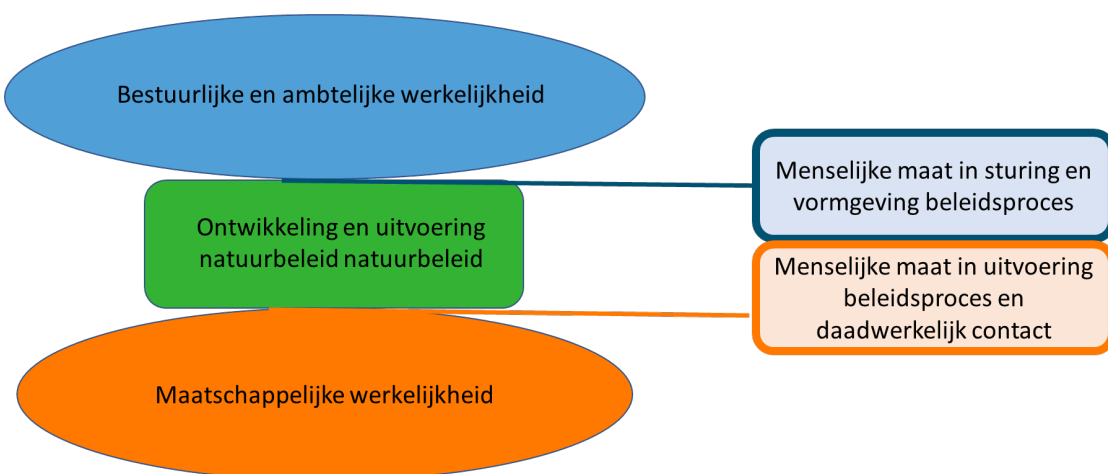 Bestuurlijke en ambtelijke werkelijkheid
Ontwikkeling en uitvoering
natuurbeleid natuurbeleid
Menselijke maat in sturing en
vormgeving beleidsproces
Menselijke maat in uitvoering
beleidsproces en
daadwerkelijk contact
Maatschappelijke werkelijkheid